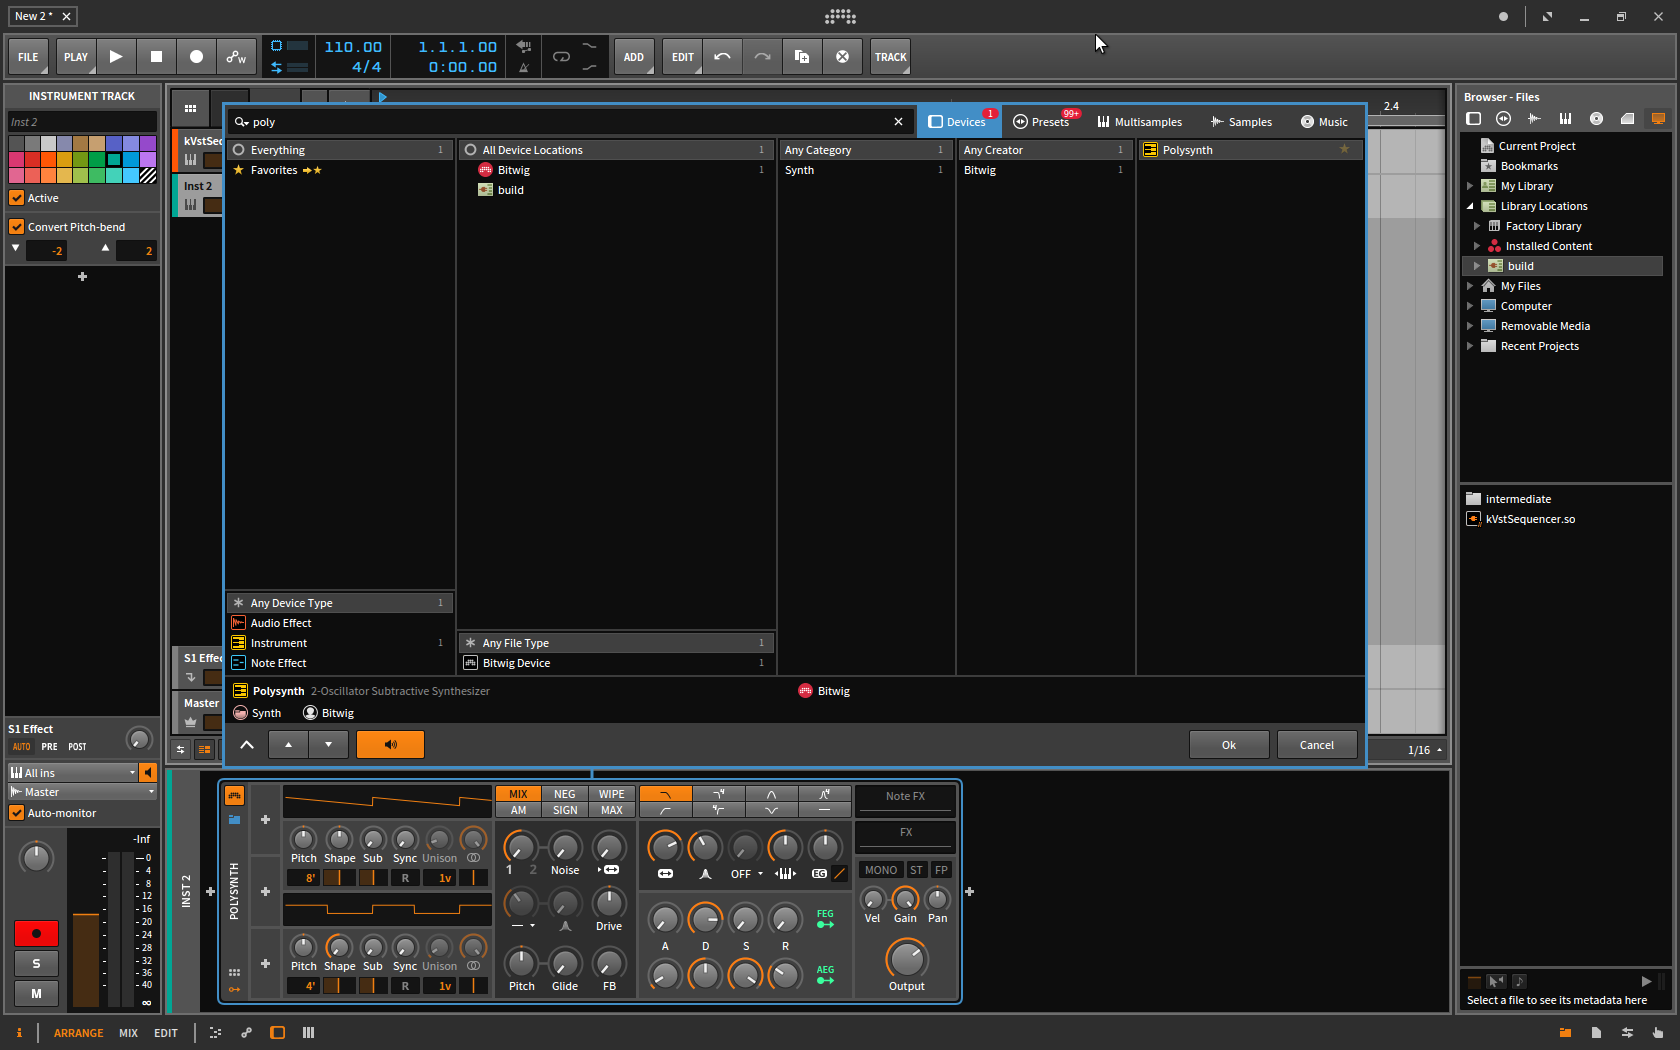 New 2 *
FILE
PLAY
110.00
4/4
1.1.1.00
0:00.00
ADD
EDIT
TRACK
INSTRUMENT TRACK
Inst 2
Active
Convert Pitch-bend
-2
2
S1 Effect
AUTO PRE POST
All ins
Master
Auto-monitor
-Inf
0
4
8
12
16
20
24
28
32
36
40
∞
S
M
kVstSec
Inst 2
S1 Effec
Master
2.4
1/16
poly
Devices 1
Presets 99+
Multisamples
Samples
Music
Everything 1
Favorites
Any Device Type 1
Audio Effect
Instrument 1
Note Effect
All Device Locations 1
Bitwig 1
build
Any File Type 1
Bitwig Device 1
Any Category 1
Synth 1
Any Creator 1
Bitwig 1
Polysynth
Polysynth 2-Oscillator Subtractive Synthesizer
Bitwig
Synth Bitwig
Ok
Cancel
INST 2
POLYSYNTH
Pitch Shape Sub Sync Unison
8' R 1v
Pitch Shape Sub Sync Unison
4' R 1v
MIX NEG WIPE
AM SIGN MAX
1 2 Noise
Drive
Pitch Glide FB
OFF EG
FEG
A D S R
AEG
Note FX
FX
MONO ST FP
Vel Gain Pan
Output
Browser - Files
Current Project
Bookmarks
My Library
Library Locations
Factory Library
Installed Content
build
My Files
Computer
Removable Media
Recent Projects
intermediate
kVstSequencer.so
Select a file to see its metadata here
i ARRANGE MIX EDIT